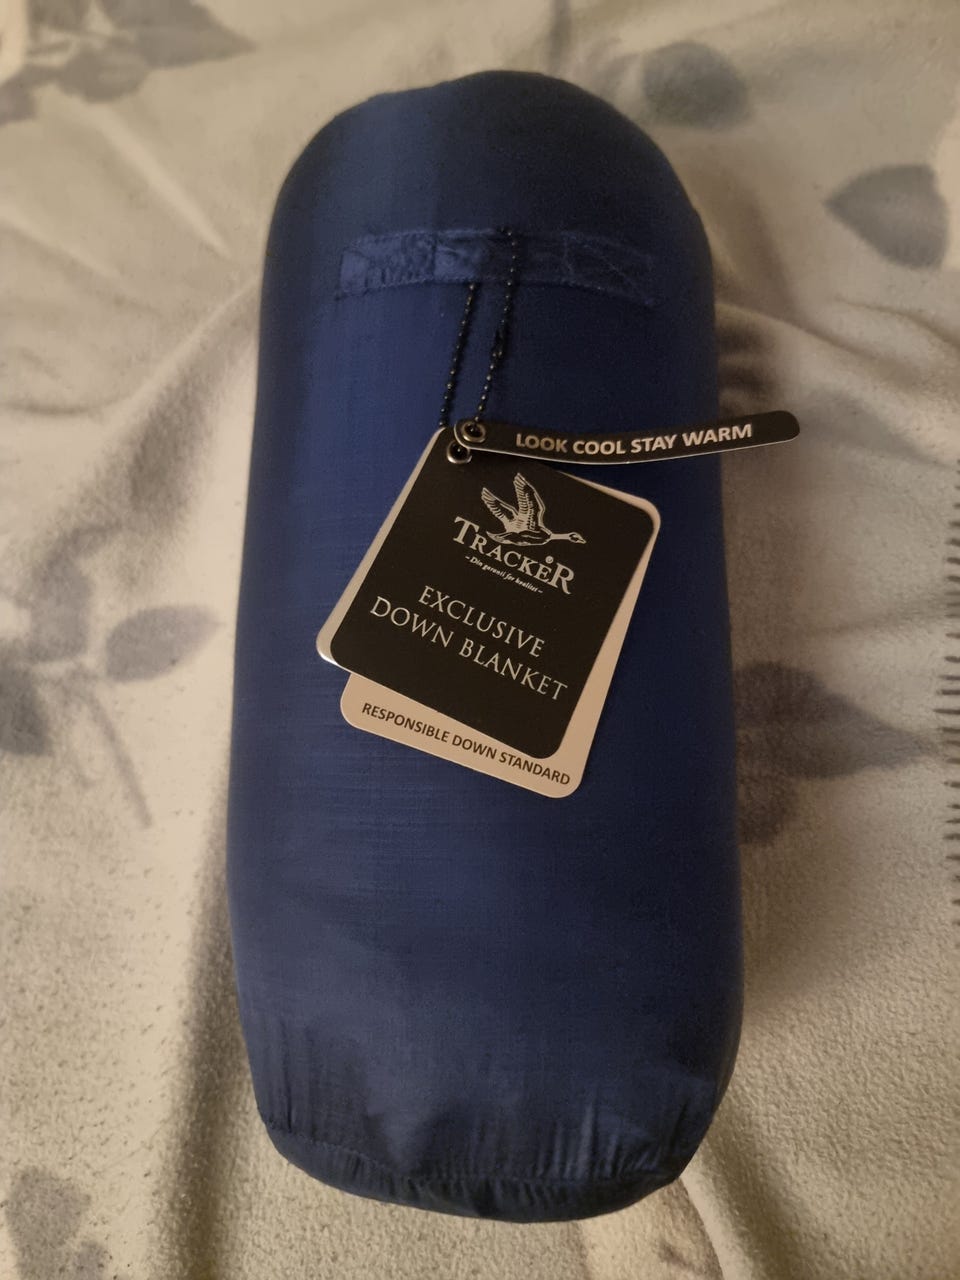 LOOK COOL STAY WARM
TRACKER®
~Din garanti for kvalitet~
EXCLUSIVE
DOWN BLANKET
RESPONSIBLE DOWN STANDARD